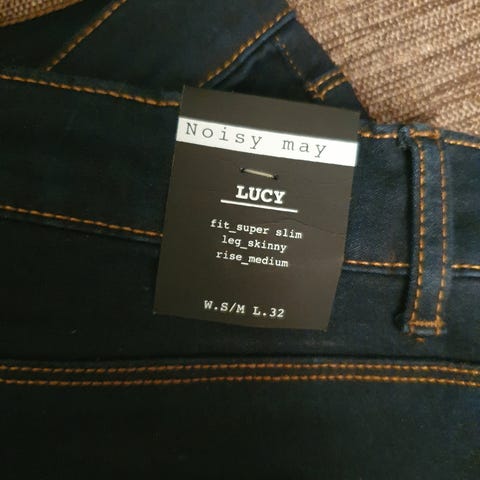 Noisy may
LUCY
fit_super slim
leg_skinny
rise_medium
W.S/M L.32